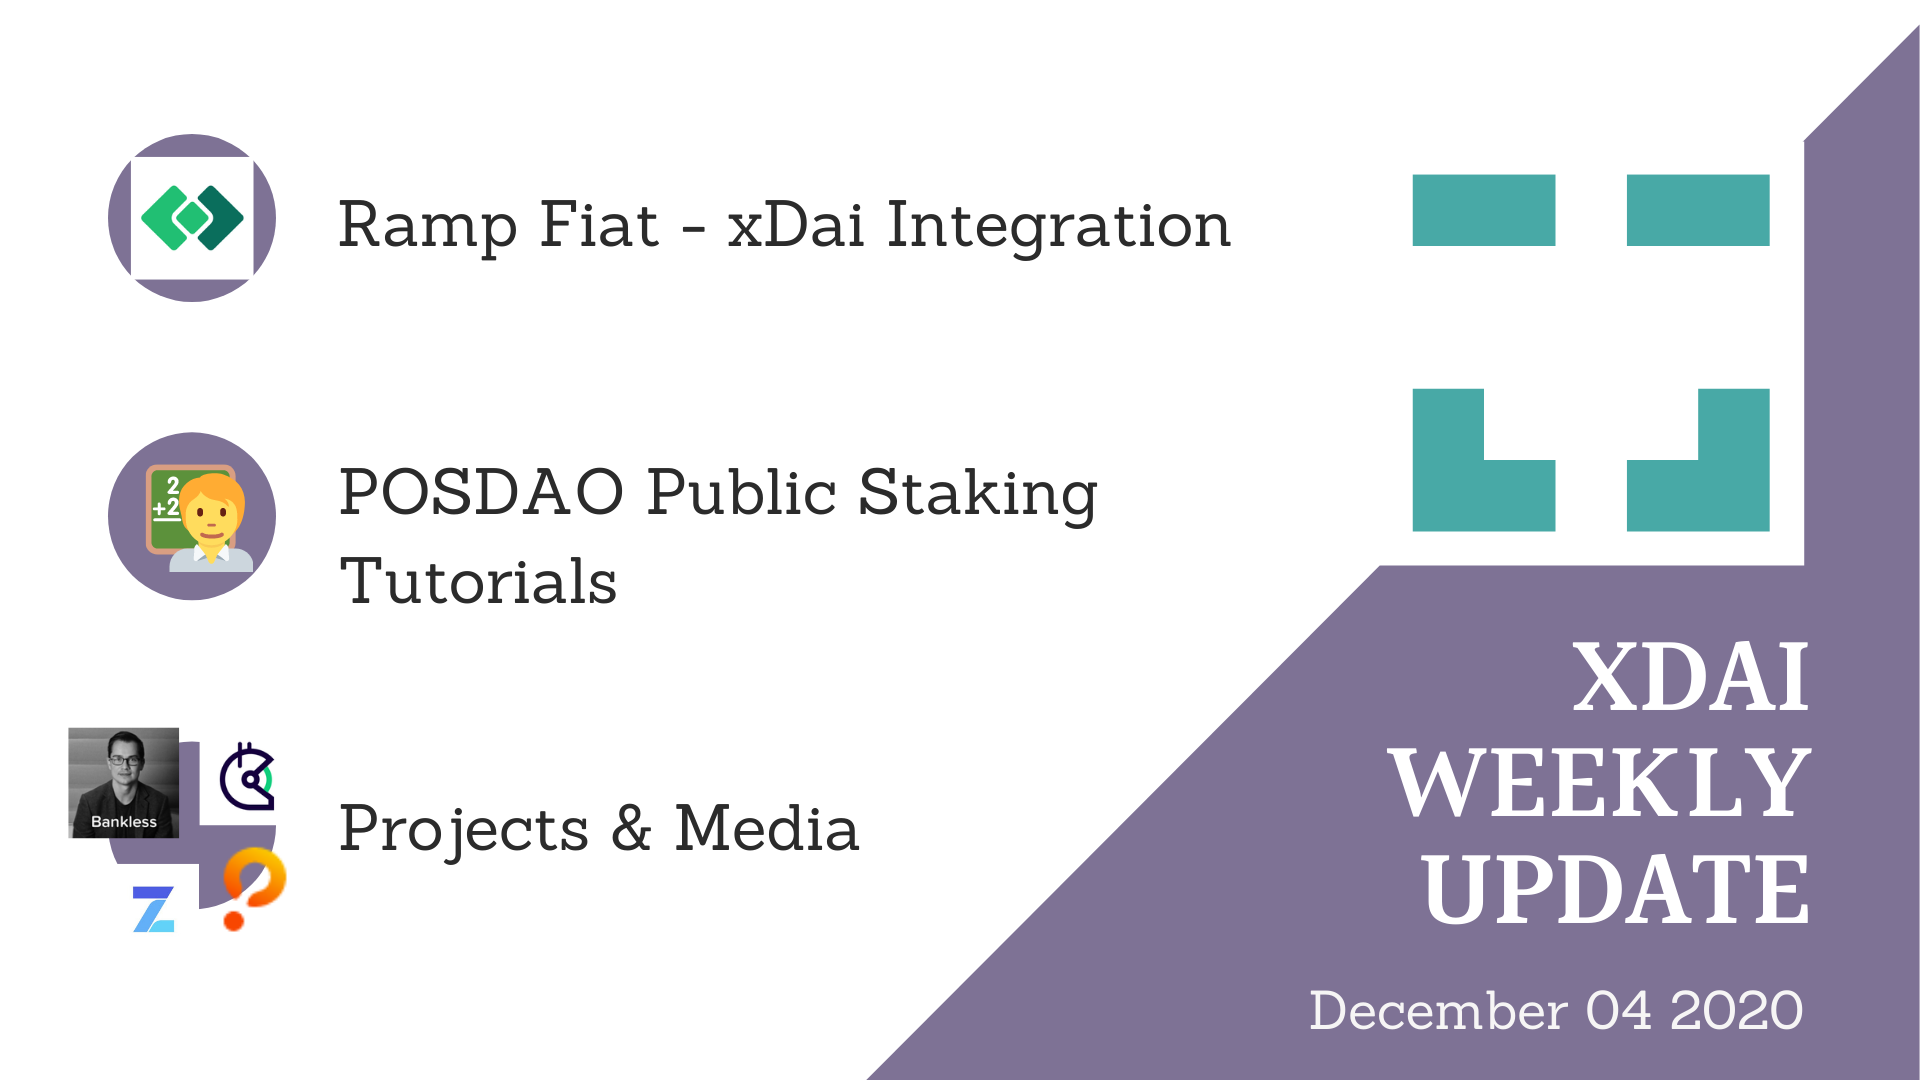 Ramp Fiat - xDai Integration
2
+2
POSDAO Public Staking
Tutorials
Bankless
Projects & Media
XDAI
WEEKLY
UPDATE
December 04 2020